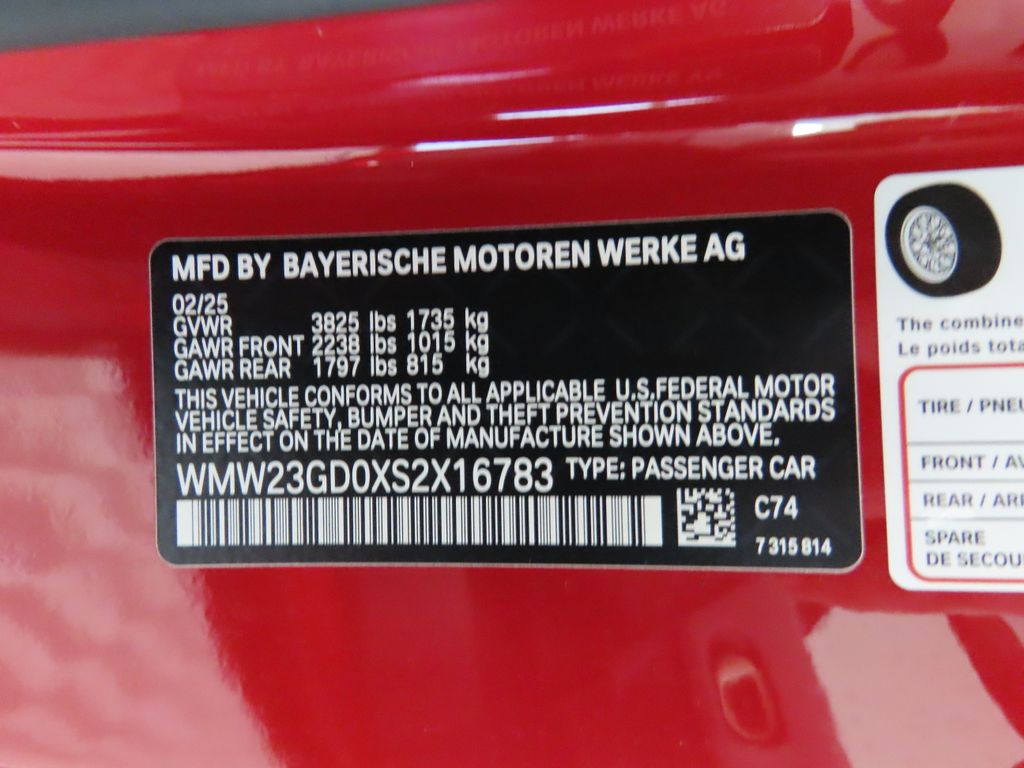 MFD BY BAYERISCHE MOTOREN WERKE AG
02/25
GVWR 3825 lbs 1735 kg
GAWR FRONT 2238 lbs 1015 kg
GAWR REAR 1797 lbs 815 kg
THIS VEHICLE CONFORMS TO ALL APPLICABLE U.S.FEDERAL MOTOR
VEHICLE SAFETY, BUMPER AND THEFT PREVENTION STANDARDS
IN EFFECT ON THE DATE OF MANUFACTURE SHOWN ABOVE.
WMW23GD0XS2X16783 TYPE: PASSENGER CAR
C74
7315814
The combine
Le poids tota
TIRE / PNEU
FRONT / AV
REAR / ARR
SPARE
DE SECOU